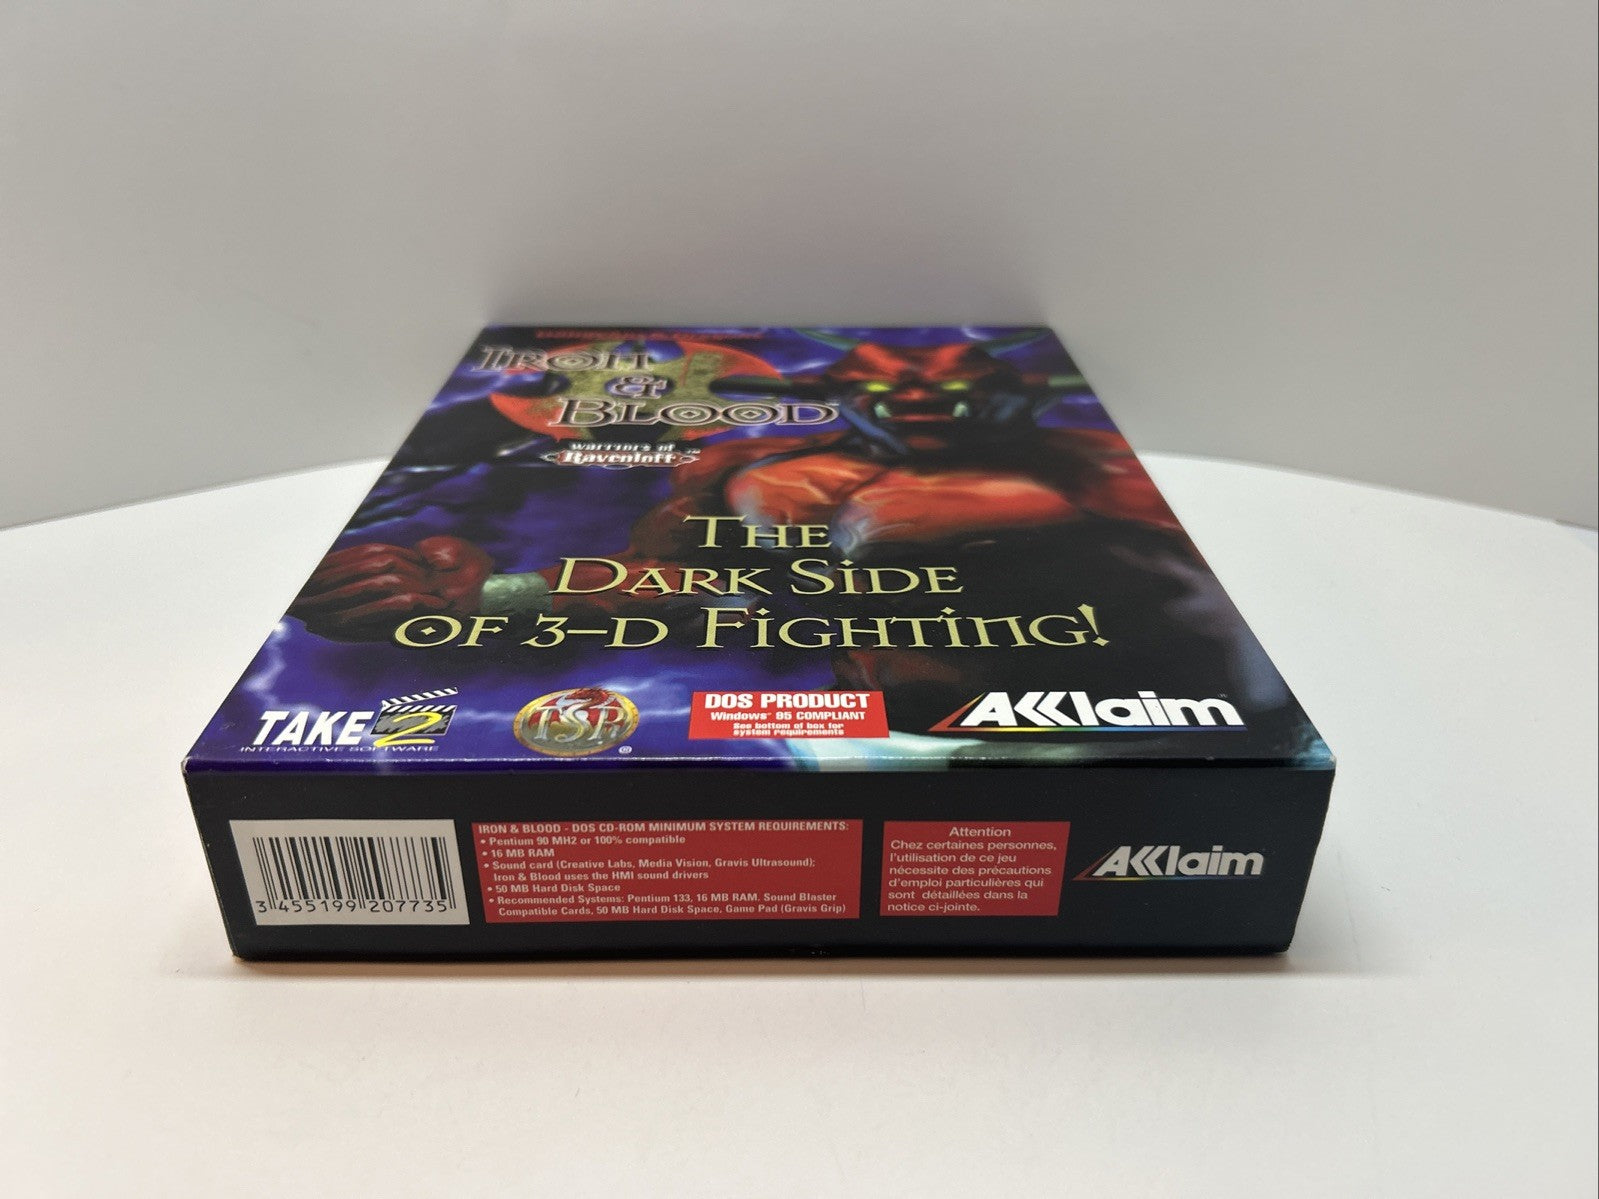 IRON
&
BLOOD
WARRIORS OF
Ravenloft™
THE
DARK SIDE
OF 3-D FIGHTING!
TAKE 2
INTERACTIVE SOFTWARE
TSR®
DOS PRODUCT
Windows® 95 COMPLIANT
See bottom of box for
system requirements
AKKlaim®
3 455199 207735
IRON & BLOOD - DOS CD-ROM MINIMUM SYSTEM REQUIREMENTS:
• Pentium 90 MH2 or 100% compatible
• 16 MB RAM
• Sound card (Creative Labs, Media Vision, Gravis Ultrasound);
Iron & Blood uses the HMI sound drivers
• 50 MB Hard Disk Space
• Recommended Systems: Pentium 133, 16 MB RAM. Sound Blaster
Compatible Cards, 50 MB Hard Disk Space, Game Pad (Gravis Grip)
Attention
Chez certaines personnes,
l'utilisation de ce jeu
nécessite des précautions
d'emploi particulières qui
sont détaillées dans la
notice ci-jointe.
AKKlaim